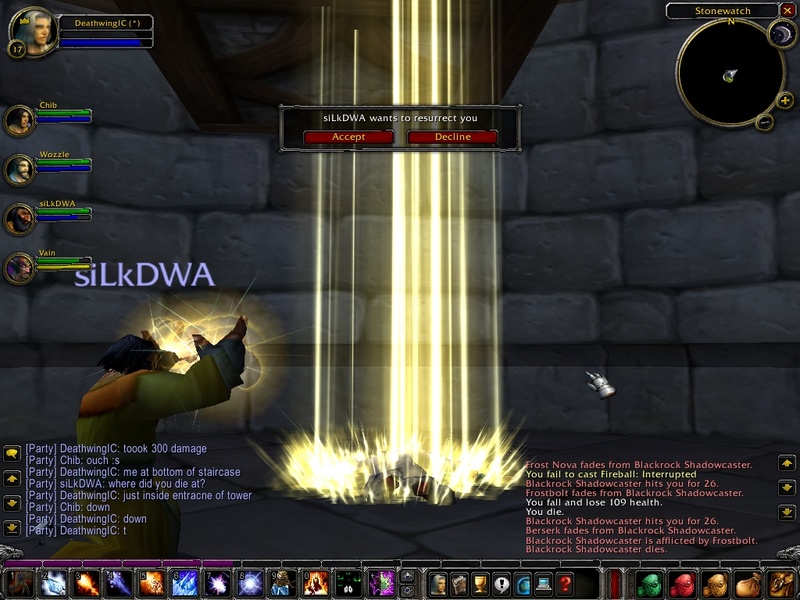 DeathwingIC (*)
17
Stonewatch
N
Chib
siLkDWA wants to resurrect you
Accept
Decline
Wozzle
siLkDWA
Vain
siLkDWA
[Party] DeathwingIC: toook 300 damage
[Party] Chib: ouch :s
[Party] DeathwingIC: me at bottom of staircase
[Party] siLkDWA: where did you die at?
[Party] DeathwingIC: just inside entracne of tower
[Party] Chib: down
[Party] DeathwingIC: down
[Party] DeathwingIC: t
Frost Nova fades from Blackrock Shadowcaster.
You fail to cast Fireball: Interrupted
Blackrock Shadowcaster hits you for 26.
Frostbolt fades from Blackrock Shadowcaster.
You fall and lose 109 health.
You die.
Blackrock Shadowcaster hits you for 26.
Berserk fades from Blackrock Shadowcaster.
Blackrock Shadowcaster is afflicted by Frostbolt.
Blackrock Shadowcaster dies.